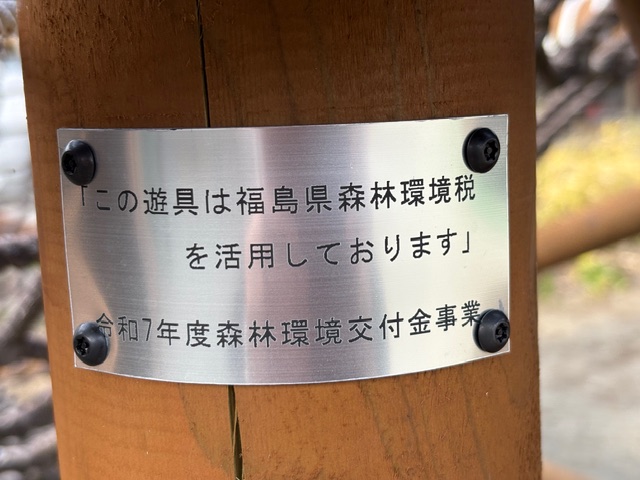 「この遊具は福島県森林環境税
を活用しております」
令和7年度森林環境交付金事業